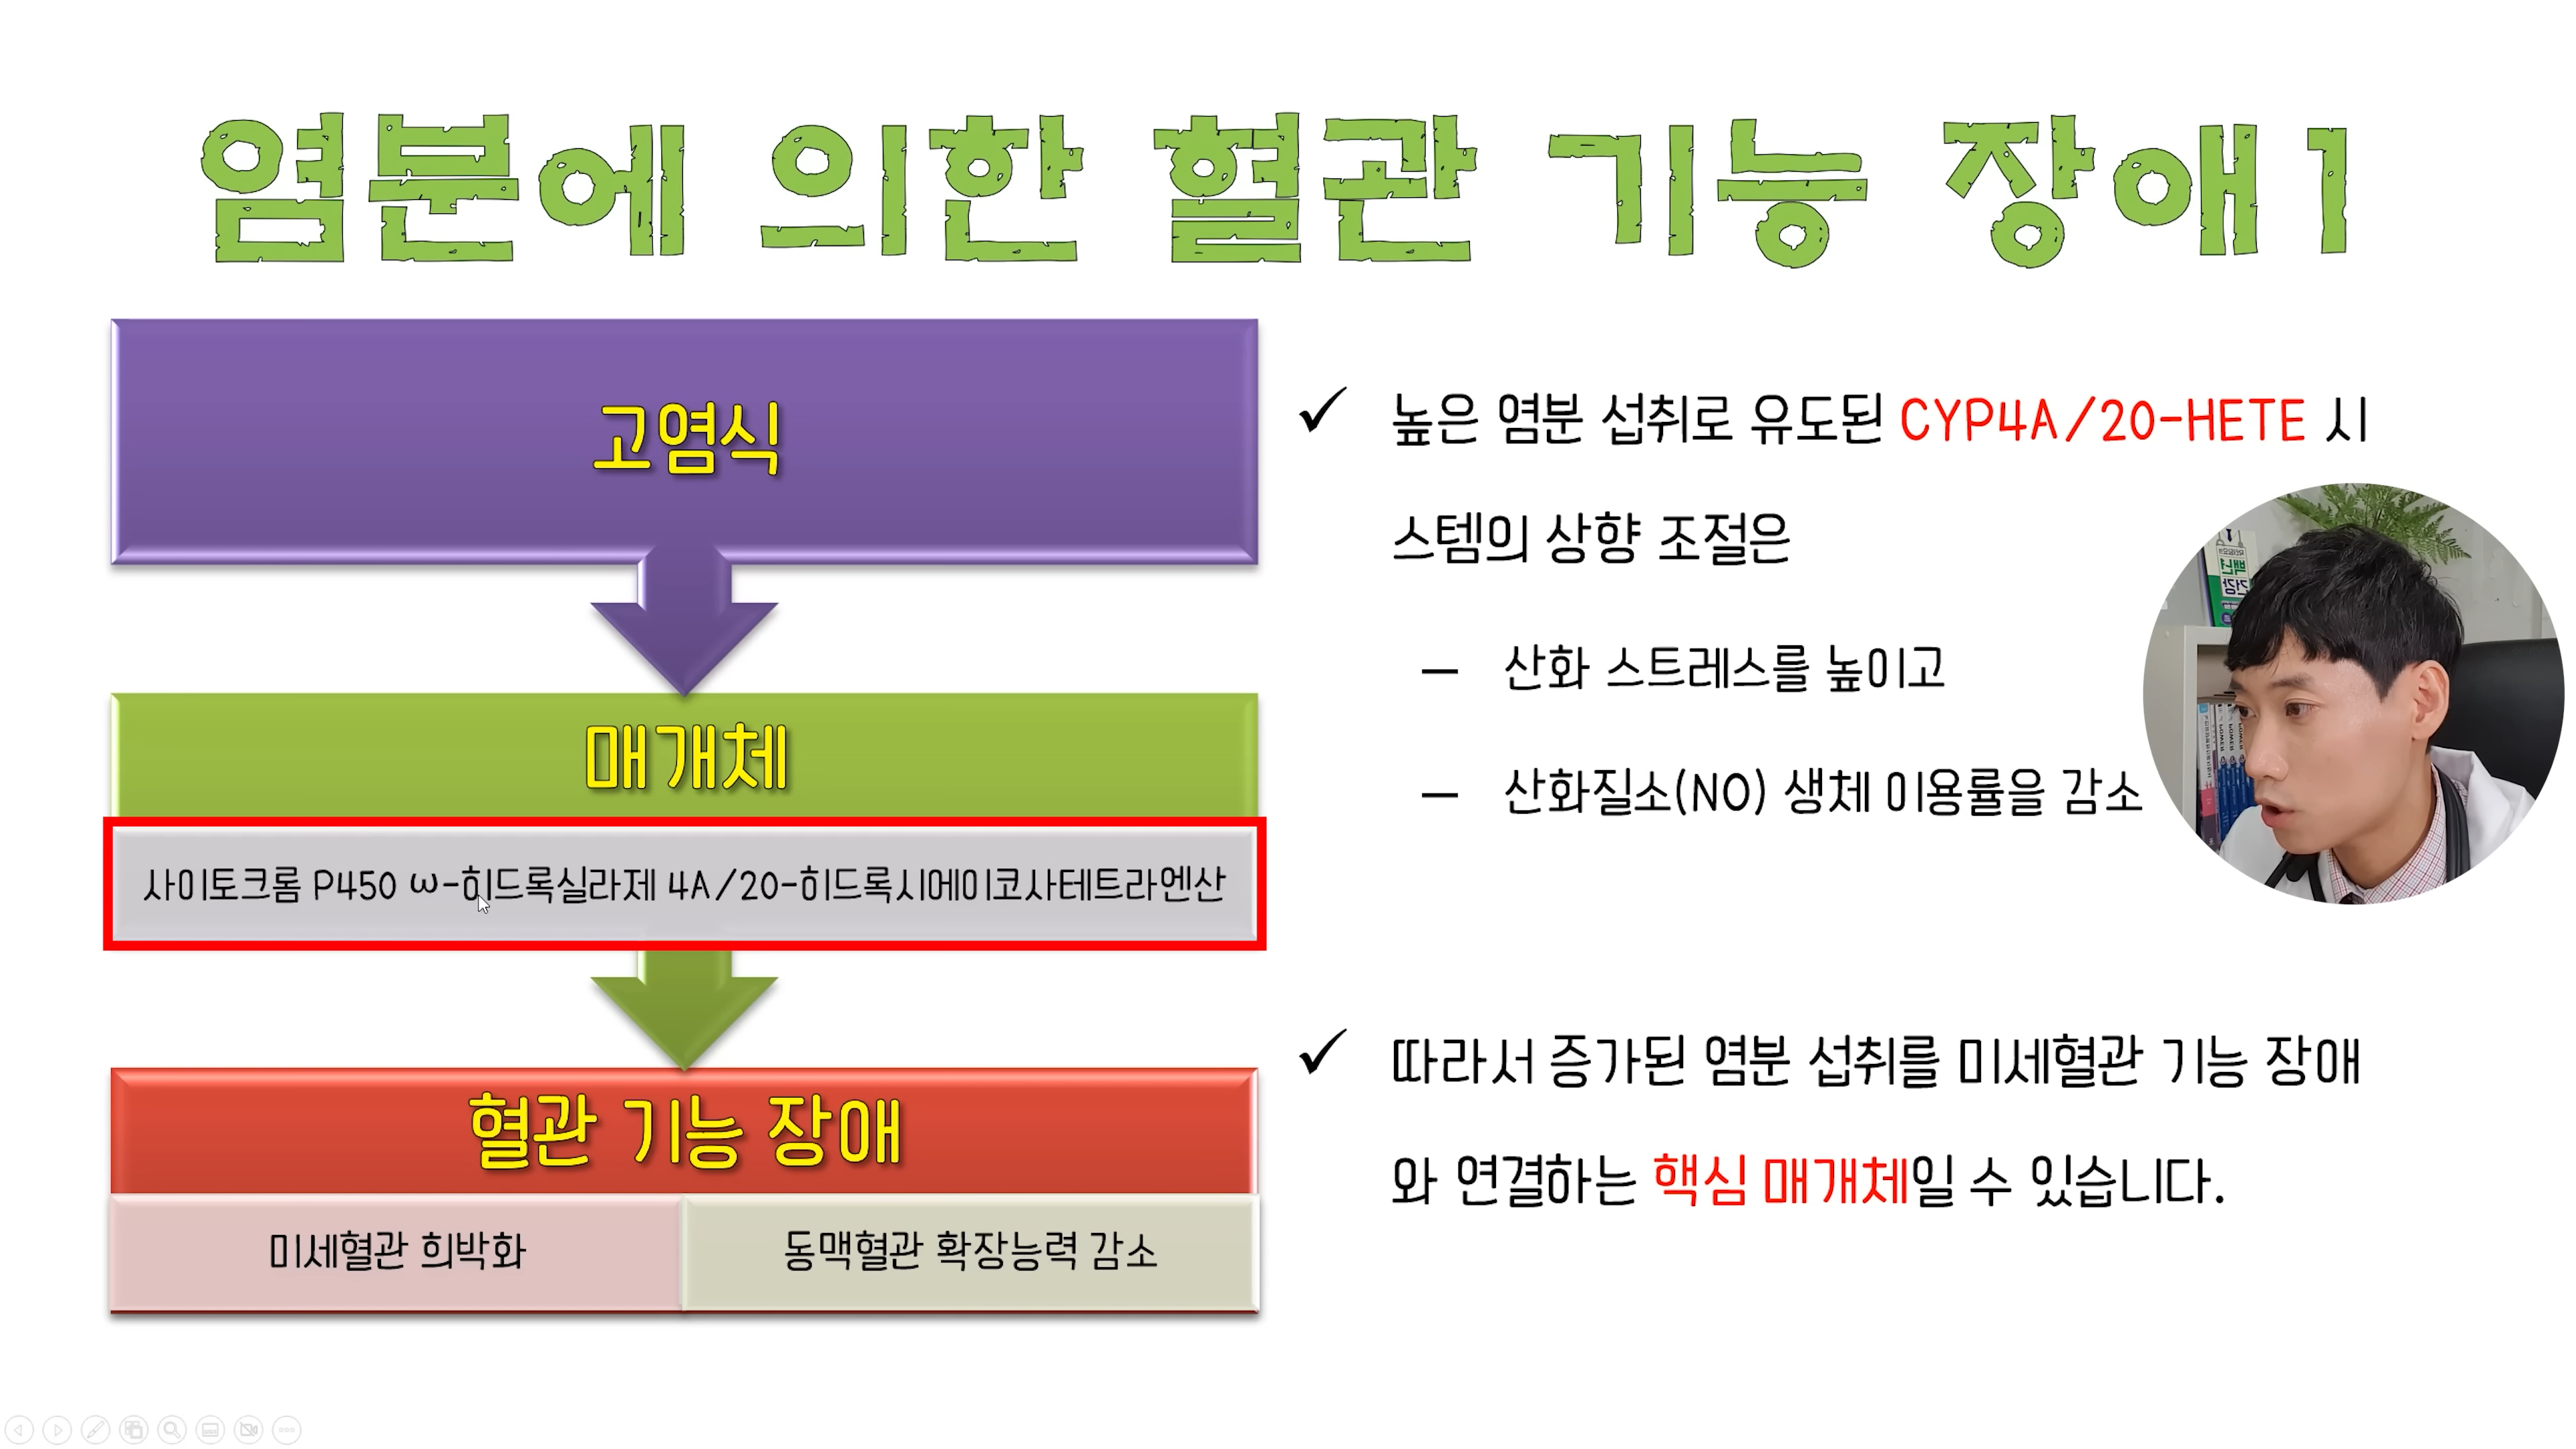 염분에 의한 혈관 기능 장애 1
고염식
매개체
사이토크롬 P450 ω-히드록실라제 4A/20-히드록시에이코사테트라엔산
혈관 기능 장애
미세혈관 희박화
동맥혈관 확장능력 감소
✓ 높은 염분 섭취로 유도된 CYP4A/20-HETE 시
스템의 상향 조절은
– 산화 스트레스를 높이고
– 산화질소(NO) 생체 이용률을 감소
✓ 따라서 증가된 염분 섭취를 미세혈관 기능 장애
와 연결하는 핵심 매개체일 수 있습니다.